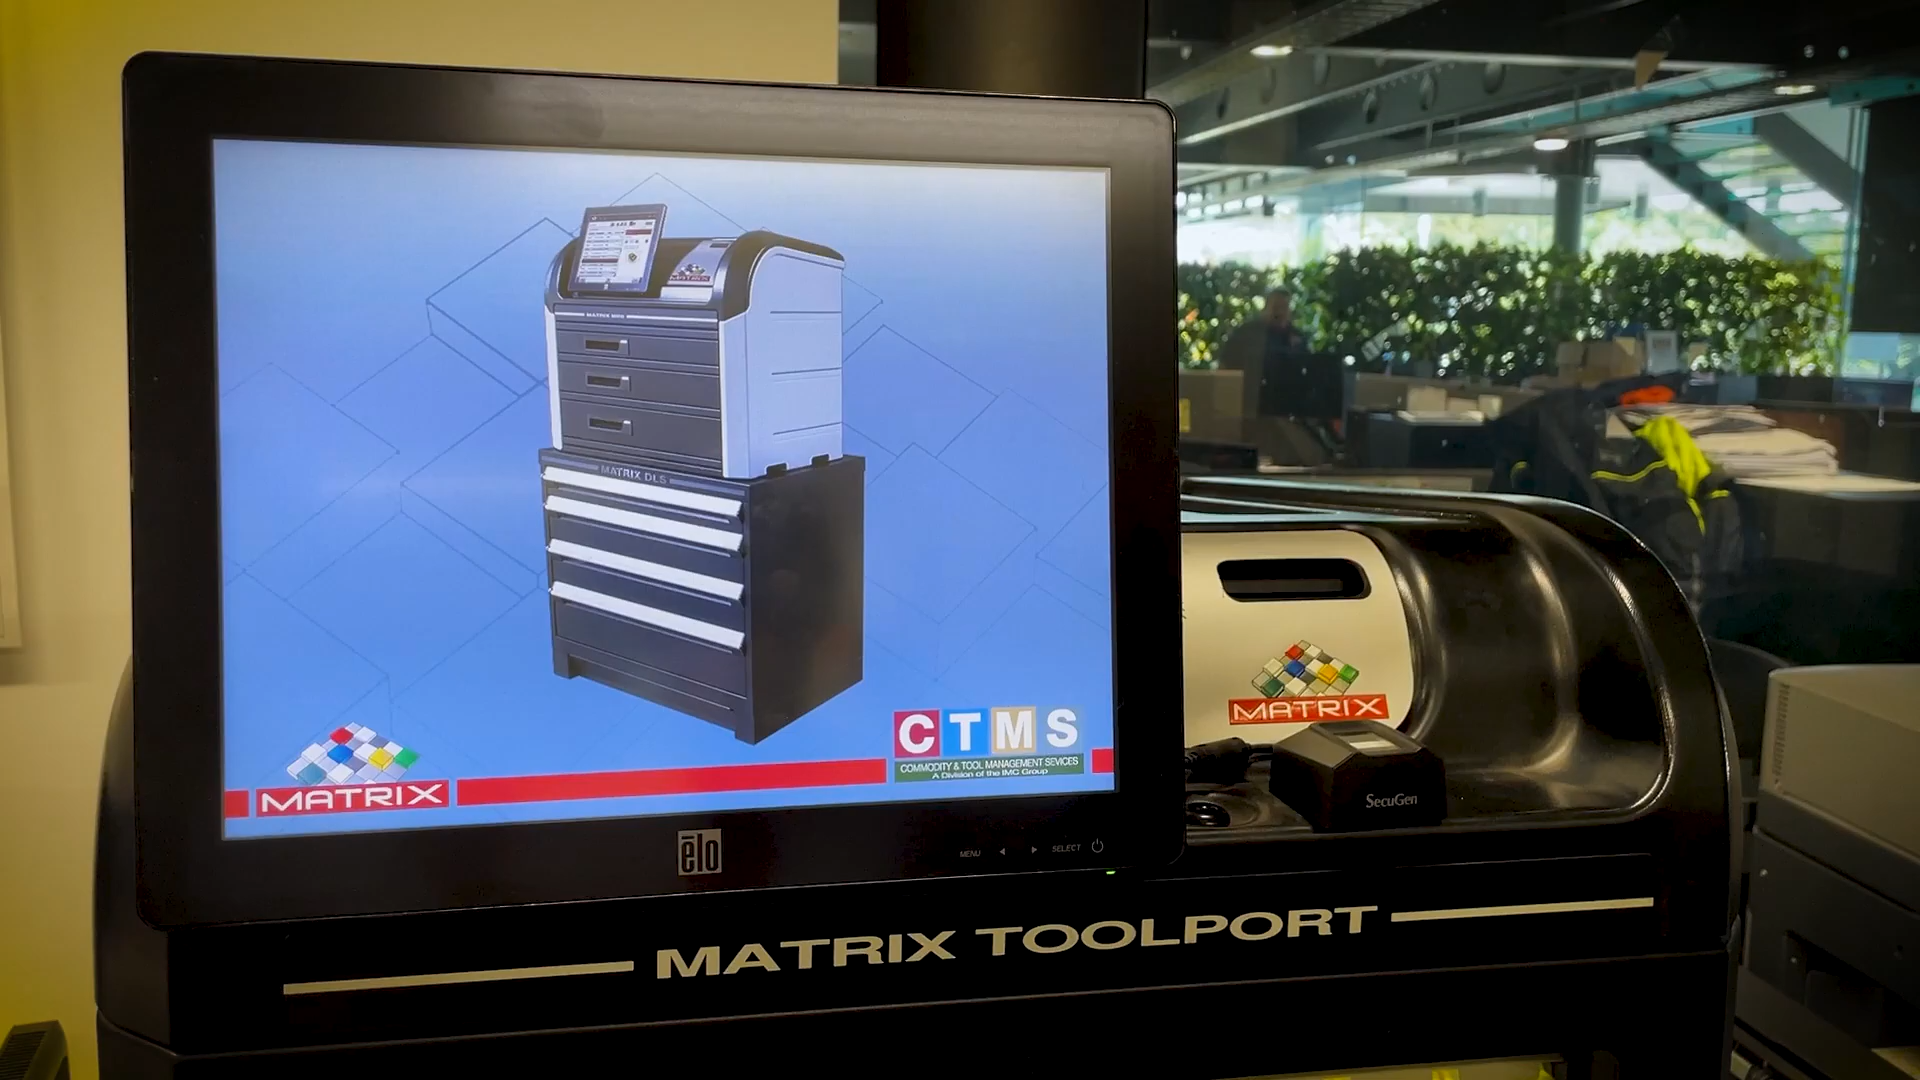 MATRIX
MATRIX DLS
MATRIX
CTMS
COMMODITY & TOOL MANAGEMENT SEVICES
A Division of the IMC Group
elo
MENU
SELECT
MATRIX
SecuGen
MATRIX TOOLPORT